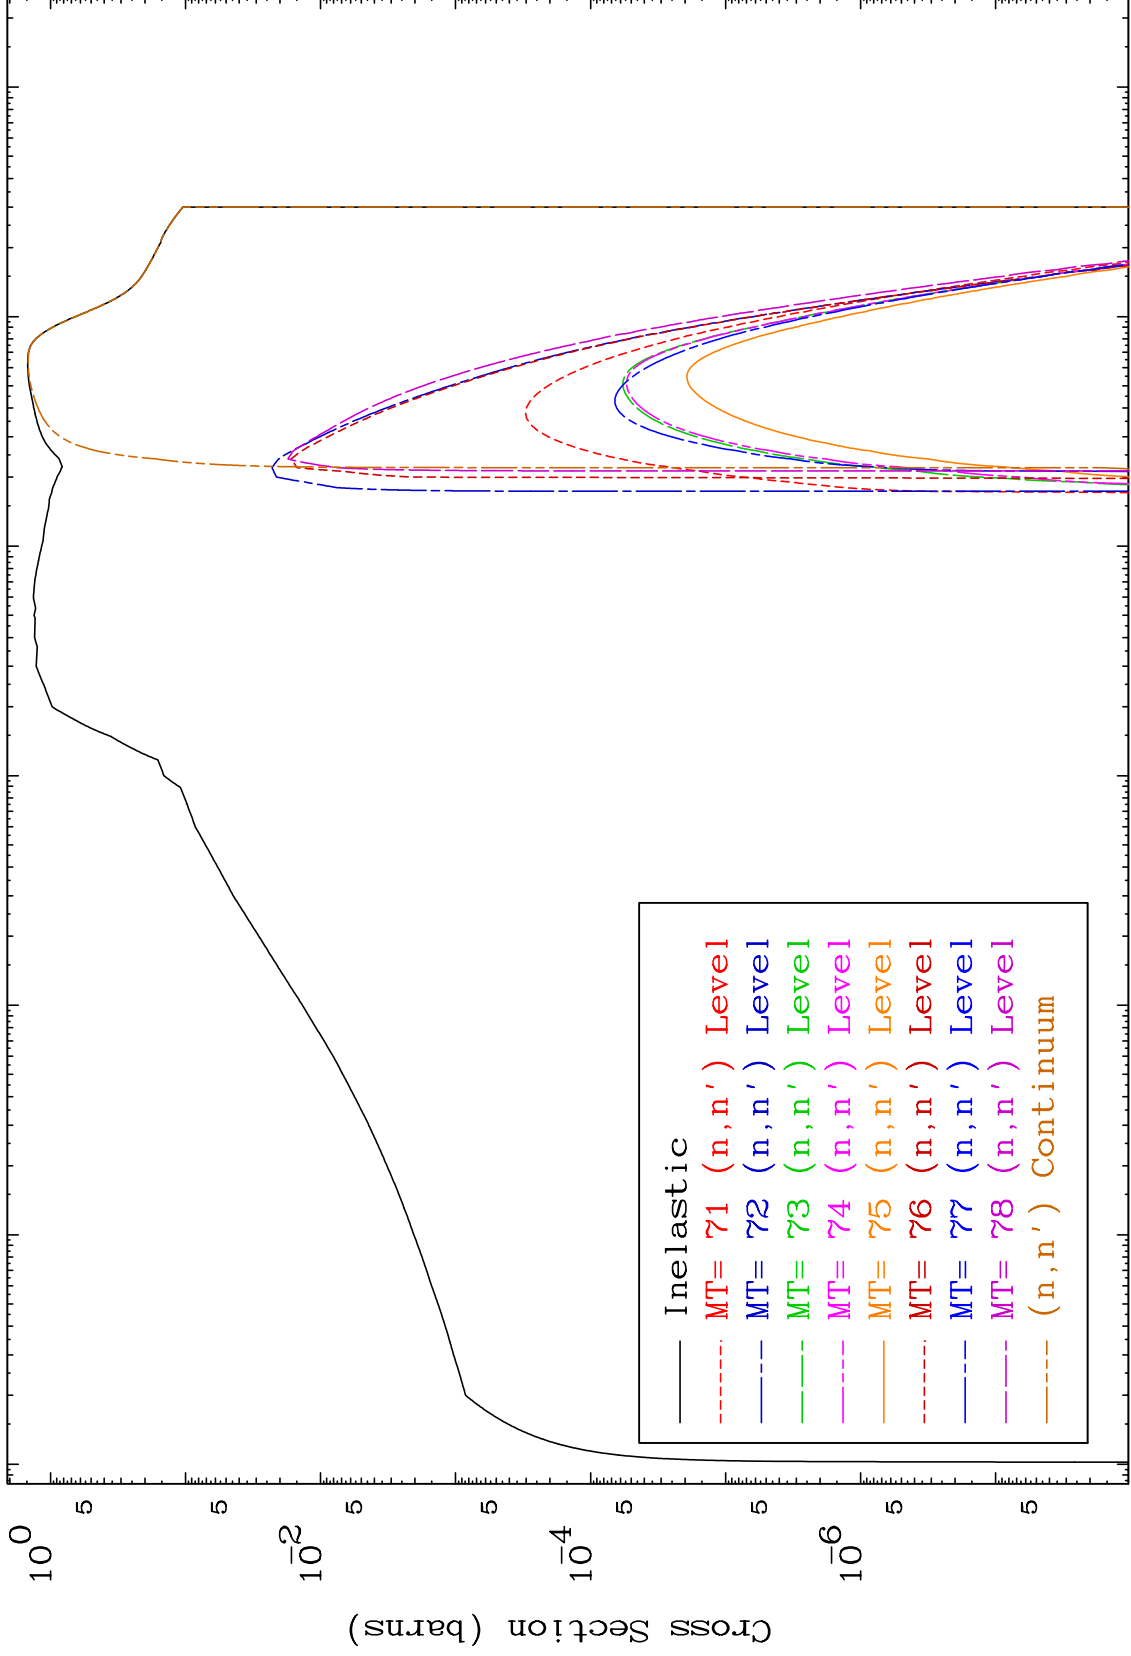 Cross Section (barns)
10^0
5
5
10^-2
5
5
10^-4
5
5
10^-6
5
5
Inelastic
MT= 71 (n,n') Level
MT= 72 (n,n') Level
MT= 73 (n,n') Level
MT= 74 (n,n') Level
MT= 75 (n,n') Level
MT= 76 (n,n') Level
MT= 77 (n,n') Level
MT= 78 (n,n') Level
(n,n') Continuum